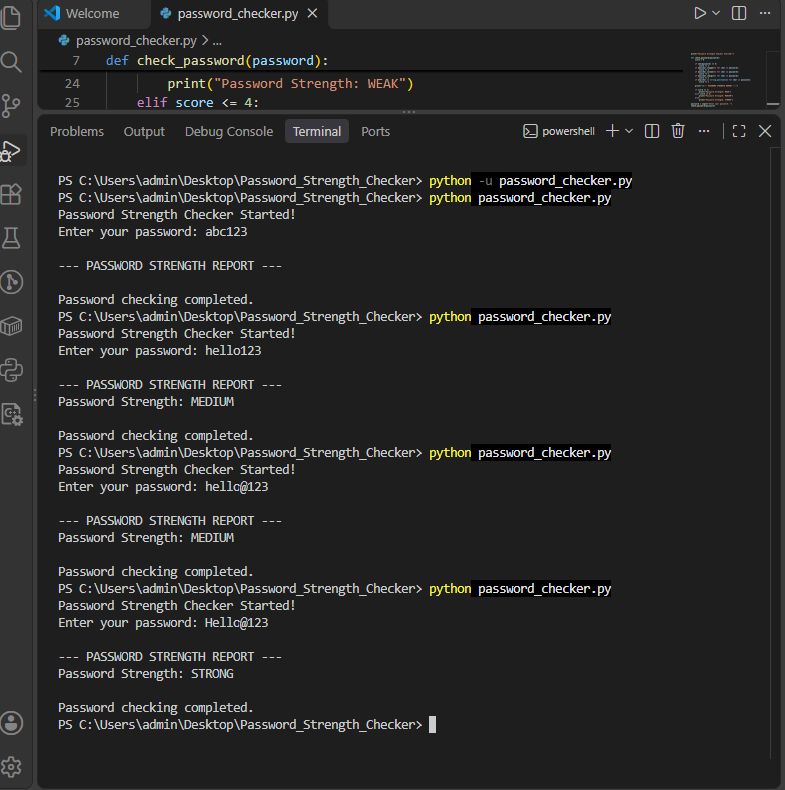 Welcome
password_checker.py
password_checker.py > ...
7 def check_password(password):
24 print("Password Strength: WEAK")
25 elif score <= 4:
Problems Output Debug Console Terminal Ports
powershell
PS C:\Users\admin\Desktop\Password_Strength_Checker> python -u password_checker.py
PS C:\Users\admin\Desktop\Password_Strength_Checker> python password_checker.py
Password Strength Checker Started!
Enter your password: abc123
--- PASSWORD STRENGTH REPORT ---
Password checking completed.
PS C:\Users\admin\Desktop\Password_Strength_Checker> python password_checker.py
Password Strength Checker Started!
Enter your password: hello123
--- PASSWORD STRENGTH REPORT ---
Password Strength: MEDIUM
Password checking completed.
PS C:\Users\admin\Desktop\Password_Strength_Checker> python password_checker.py
Password Strength Checker Started!
Enter your password: hello@123
--- PASSWORD STRENGTH REPORT ---
Password Strength: MEDIUM
Password checking completed.
PS C:\Users\admin\Desktop\Password_Strength_Checker> python password_checker.py
Password Strength Checker Started!
Enter your password: Hello@123
--- PASSWORD STRENGTH REPORT ---
Password Strength: STRONG
Password checking completed.
PS C:\Users\admin\Desktop\Password_Strength_Checker>